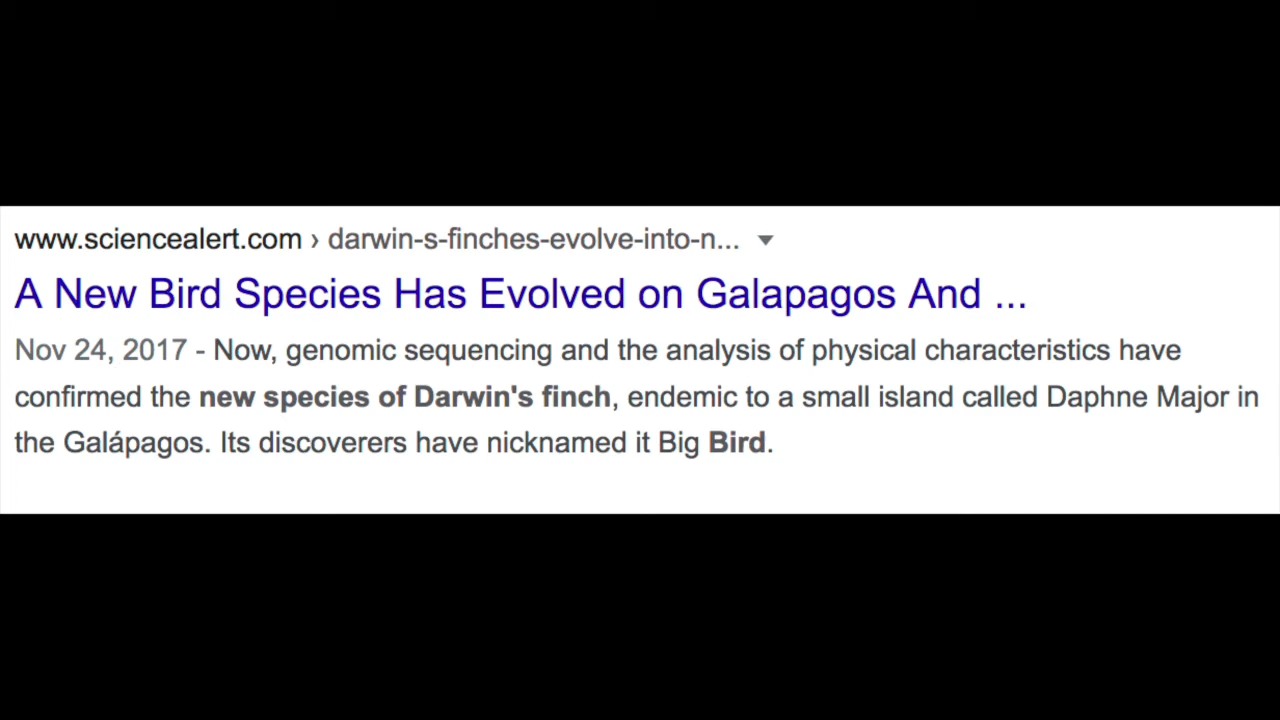 www.sciencealert.com › darwin-s-finches-evolve-into-n...
A New Bird Species Has Evolved on Galapagos And ...
Nov 24, 2017 - Now, genomic sequencing and the analysis of physical characteristics have
confirmed the new species of Darwin's finch, endemic to a small island called Daphne Major in
the Galápagos. Its discoverers have nicknamed it Big Bird.